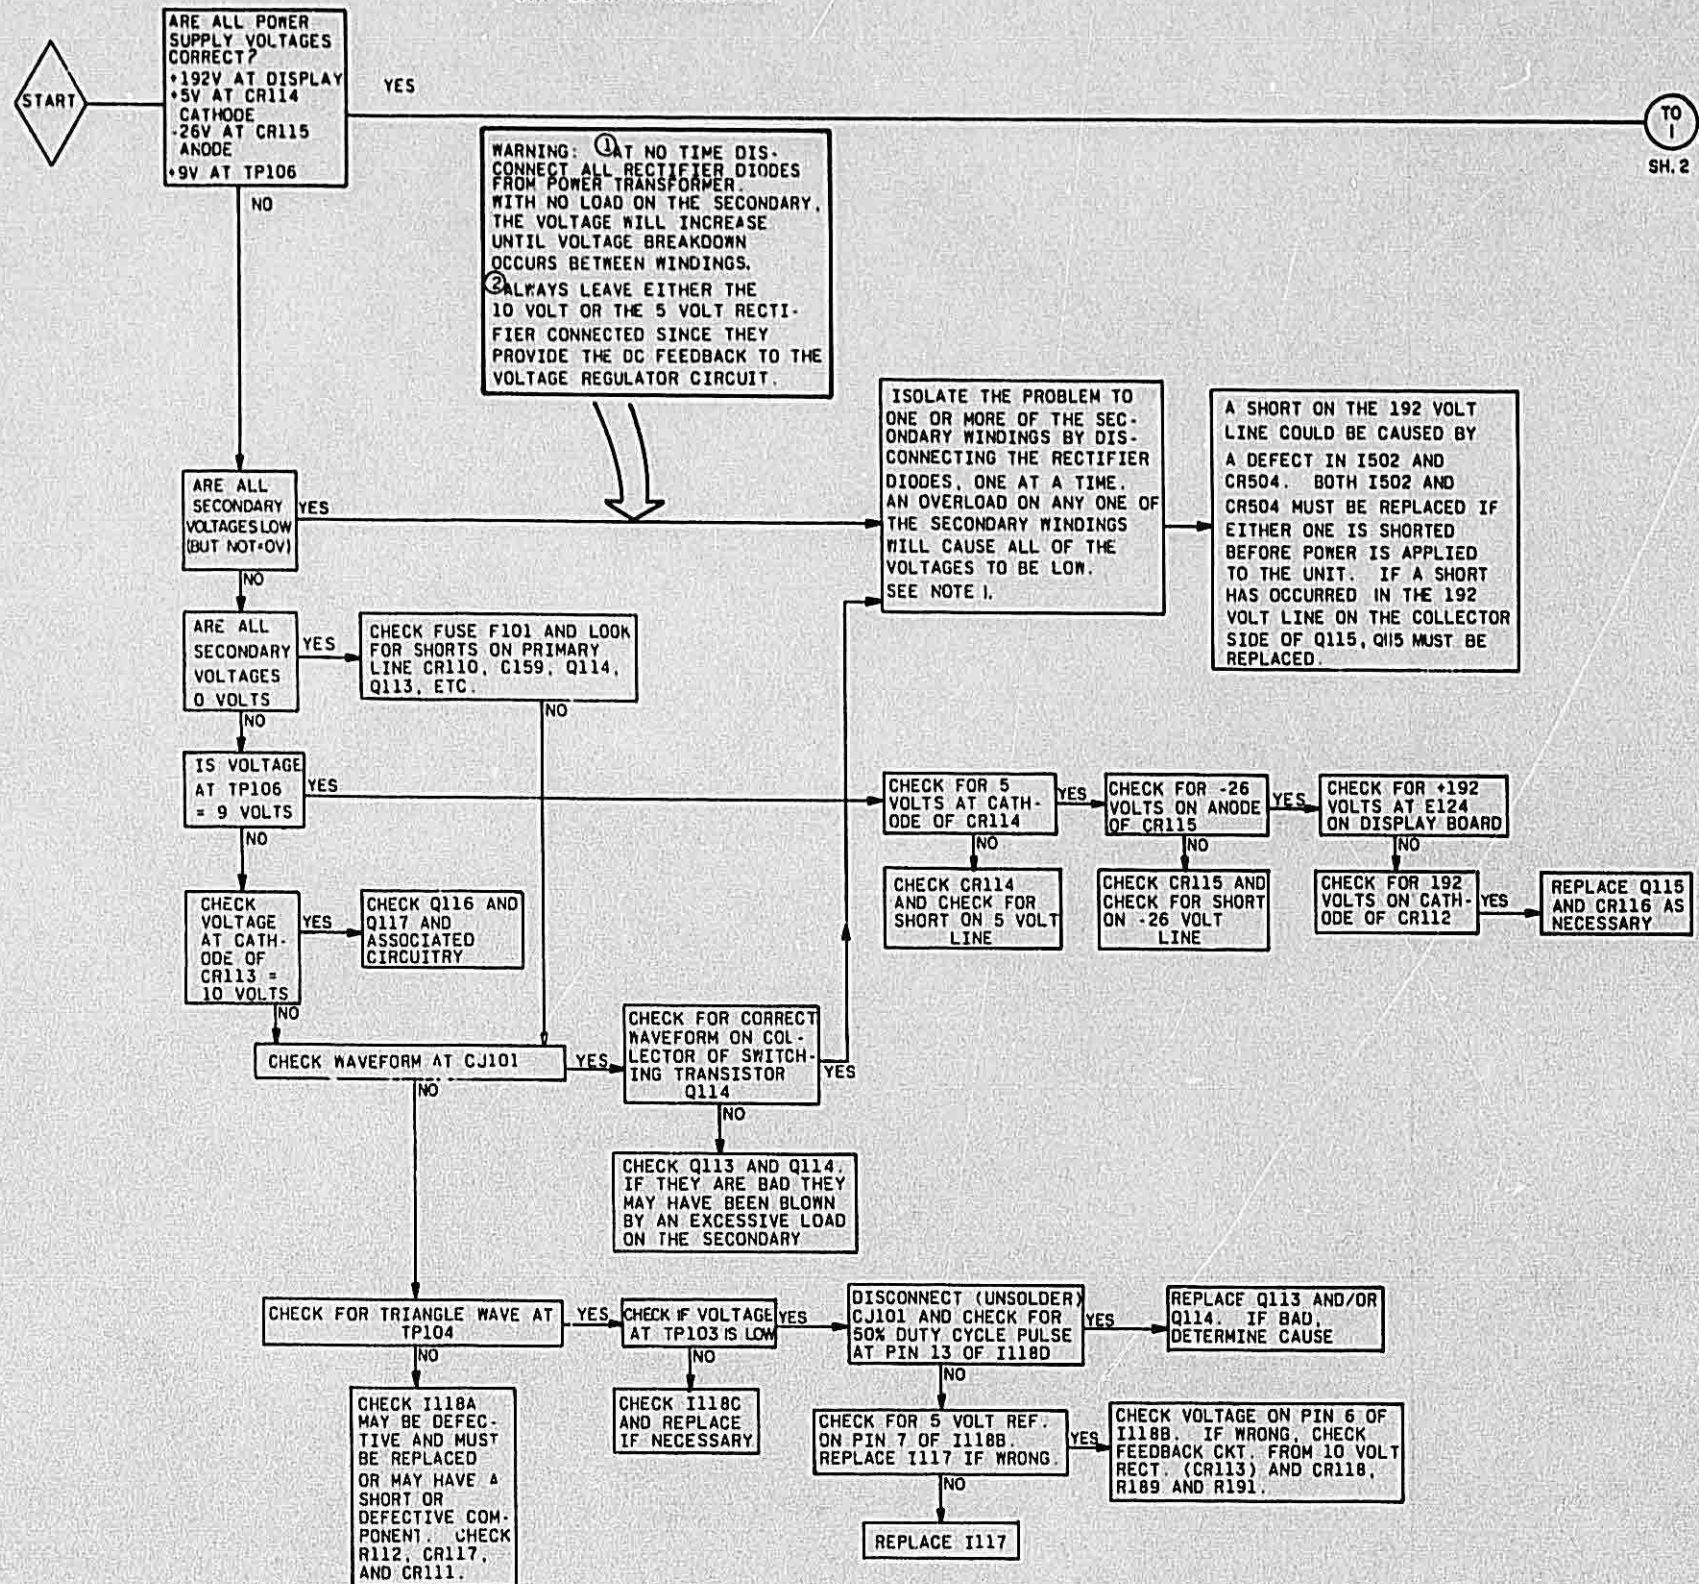 START
ARE ALL POWER
SUPPLY VOLTAGES
CORRECT?
+192V AT DISPLAY
+5V AT CR114
CATHODE
-26V AT CR115
ANODE
+9V AT TP106
YES
TO
1
SH. 2
NO
WARNING: ① AT NO TIME DIS-
CONNECT ALL RECTIFIER DIODES
FROM POWER TRANSFORMER.
WITH NO LOAD ON THE SECONDARY,
THE VOLTAGE WILL INCREASE
UNTIL VOLTAGE BREAKDOWN
OCCURS BETWEEN WINDINGS.
② ALWAYS LEAVE EITHER THE
10 VOLT OR THE 5 VOLT RECTI-
FIER CONNECTED SINCE THEY
PROVIDE THE DC FEEDBACK TO THE
VOLTAGE REGULATOR CIRCUIT.
ARE ALL
SECONDARY
VOLTAGES LOW
(BUT NOT=0V)
YES
ISOLATE THE PROBLEM TO
ONE OR MORE OF THE SEC-
ONDARY WINDINGS BY DIS-
CONNECTING THE RECTIFIER
DIODES, ONE AT A TIME.
AN OVERLOAD ON ANY ONE OF
THE SECONDARY WINDINGS
WILL CAUSE ALL OF THE
VOLTAGES TO BE LOW.
SEE NOTE 1.
A SHORT ON THE 192 VOLT
LINE COULD BE CAUSED BY
A DEFECT IN I502 AND
CR504. BOTH I502 AND
CR504 MUST BE REPLACED IF
EITHER ONE IS SHORTED
BEFORE POWER IS APPLIED
TO THE UNIT. IF A SHORT
HAS OCCURRED IN THE 192
VOLT LINE ON THE COLLECTOR
SIDE OF Q115, Q115 MUST BE
REPLACED.
NO
ARE ALL
SECONDARY
VOLTAGES
0 VOLTS
YES
CHECK FUSE F101 AND LOOK
FOR SHORTS ON PRIMARY
LINE CR110, C159, Q114,
Q113, ETC.
NO
NO
IS VOLTAGE
AT TP106
= 9 VOLTS
YES
CHECK FOR 5
VOLTS AT CATH-
ODE OF CR114
YES
CHECK FOR -26
VOLTS ON ANODE
OF CR115
YES
CHECK FOR +192
VOLTS AT E124
ON DISPLAY BOARD
NO
NO
NO
NO
CHECK CR114
AND CHECK FOR
SHORT ON 5 VOLT
LINE
CHECK CR115 AND
CHECK FOR SHORT
ON -26 VOLT
LINE
CHECK FOR 192
VOLTS ON CATH-
ODE OF CR112
YES
REPLACE Q115
AND CR116 AS
NECESSARY
CHECK
VOLTAGE
AT CATH-
ODE OF
CR113 =
10 VOLTS
YES
CHECK Q116 AND
Q117 AND
ASSOCIATED
CIRCUITRY
NO
CHECK WAVEFORM AT CJ101
YES
CHECK FOR CORRECT
WAVEFORM ON COL-
LECTOR OF SWITCH-
ING TRANSISTOR
Q114
YES
NO
NO
CHECK Q113 AND Q114.
IF THEY ARE BAD THEY
MAY HAVE BEEN BLOWN
BY AN EXCESSIVE LOAD
ON THE SECONDARY
CHECK FOR TRIANGLE WAVE AT
TP104
YES
CHECK IF VOLTAGE
AT TP103 IS LOW
YES
DISCONNECT (UNSOLDER)
CJ101 AND CHECK FOR
50% DUTY CYCLE PULSE
AT PIN 13 OF I118D
YES
REPLACE Q113 AND/OR
Q114. IF BAD,
DETERMINE CAUSE
NO
NO
NO
CHECK I118A
MAY BE DEFEC-
TIVE AND MUST
BE REPLACED
OR MAY HAVE A
SHORT OR
DEFECTIVE COM-
PONENT. CHECK
R112, CR117,
AND CR111.
CHECK I118C
AND REPLACE
IF NECESSARY
CHECK FOR 5 VOLT REF.
ON PIN 7 OF I118B.
REPLACE I117 IF WRONG.
YES
CHECK VOLTAGE ON PIN 6 OF
I118B. IF WRONG, CHECK
FEEDBACK CKT. FROM 10 VOLT
RECT. (CR113) AND CR118,
R189 AND R191.
NO
REPLACE I117